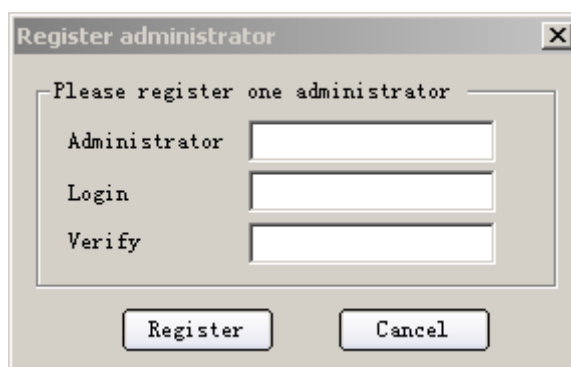 Register administrator
Please register one administrator
Administrator
Login
Verify
Register Cancel